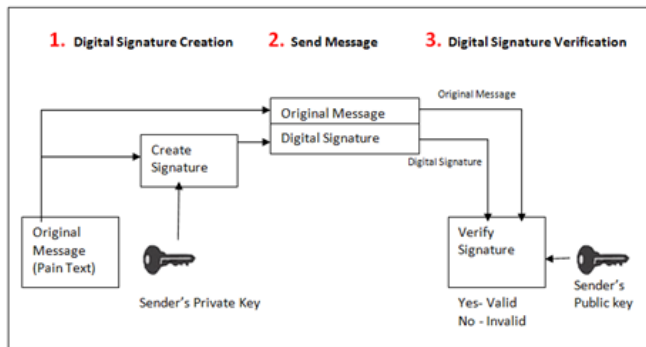 1. Digital Signature Creation
2. Send Message
3. Digital Signature Verification
Original Message
Original Message
Digital Signature
Digital Signature
Create
Signature
Original
Message
(Pain Text)
Verify
Signature
Sender's Private Key
Sender's
Public key
Yes- Valid
No - Invalid